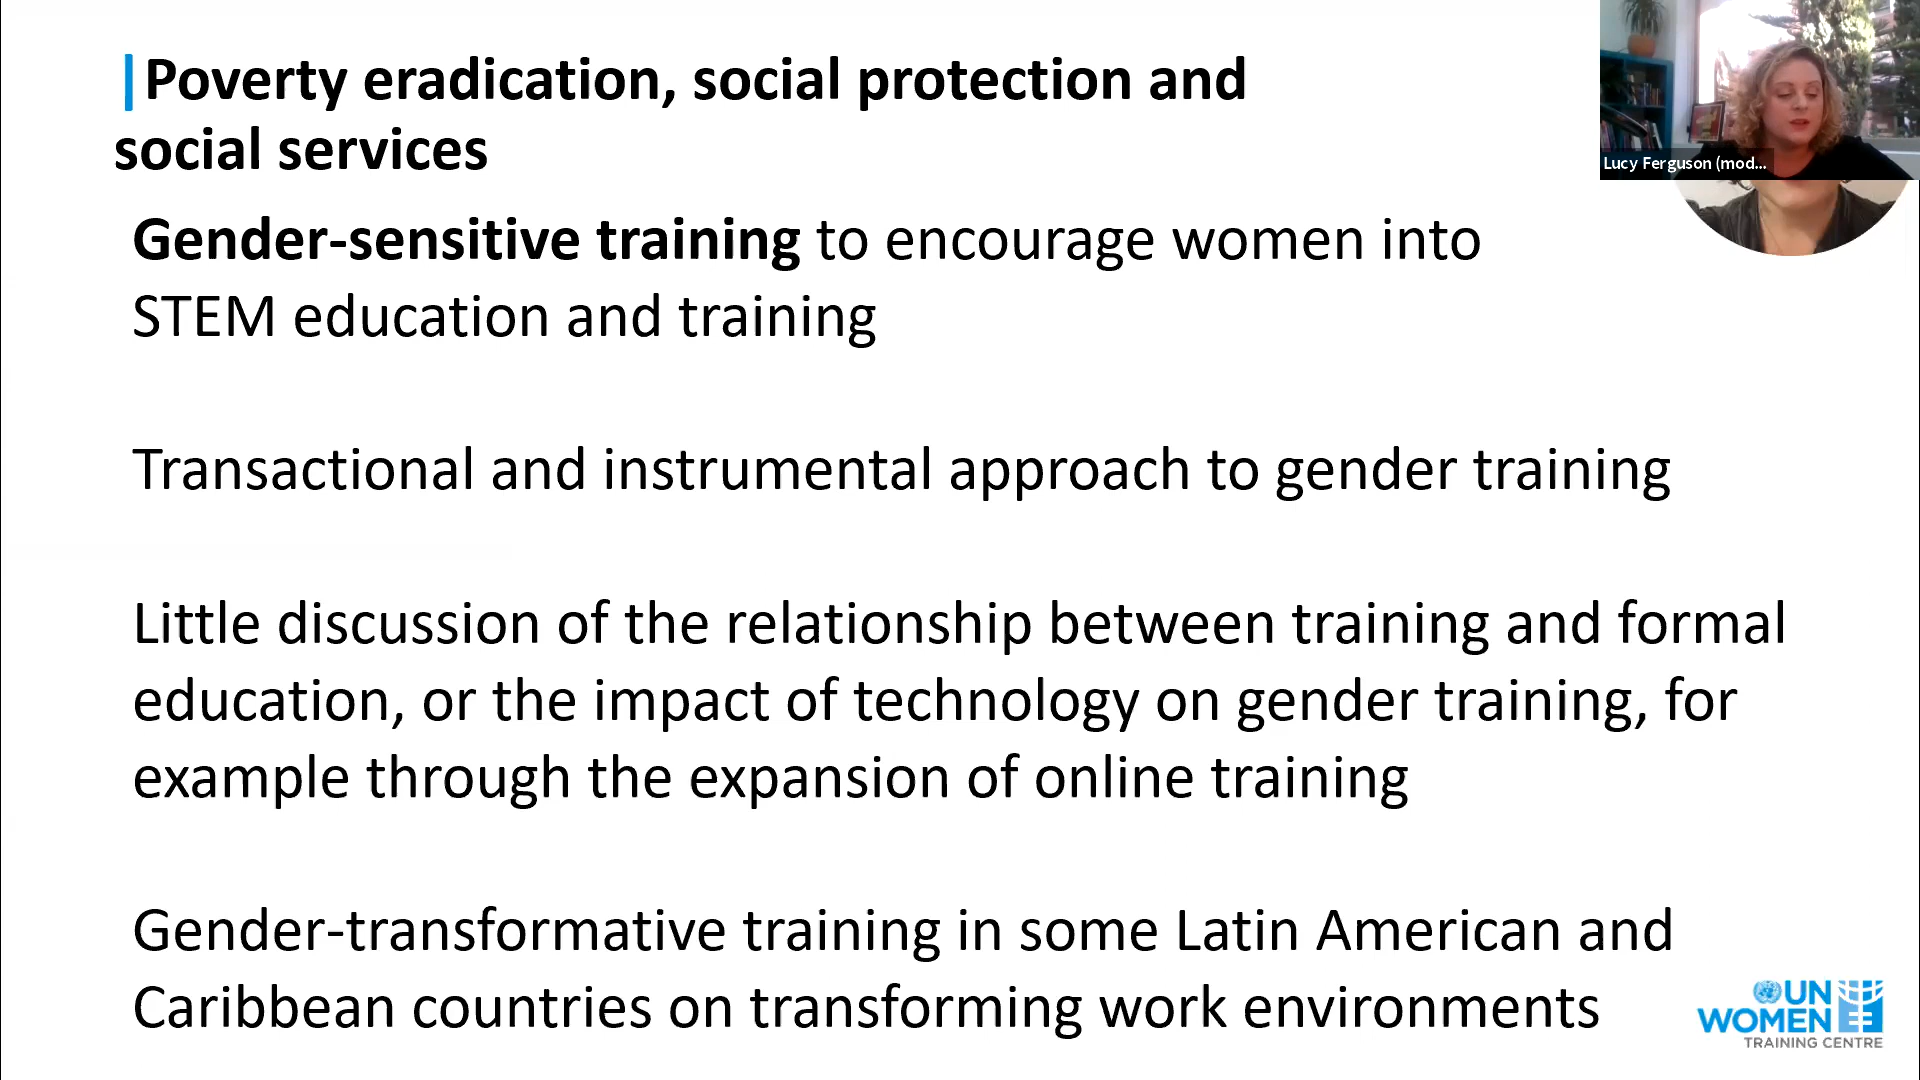 |Poverty eradication, social protection and
social services
Gender-sensitive training to encourage women into
STEM education and training
Transactional and instrumental approach to gender training
Little discussion of the relationship between training and formal
education, or the impact of technology on gender training, for
example through the expansion of online training
Gender-transformative training in some Latin American and
Caribbean countries on transforming work environments
Lucy Ferguson (mod...
UN
WOMEN
TRAINING CENTRE